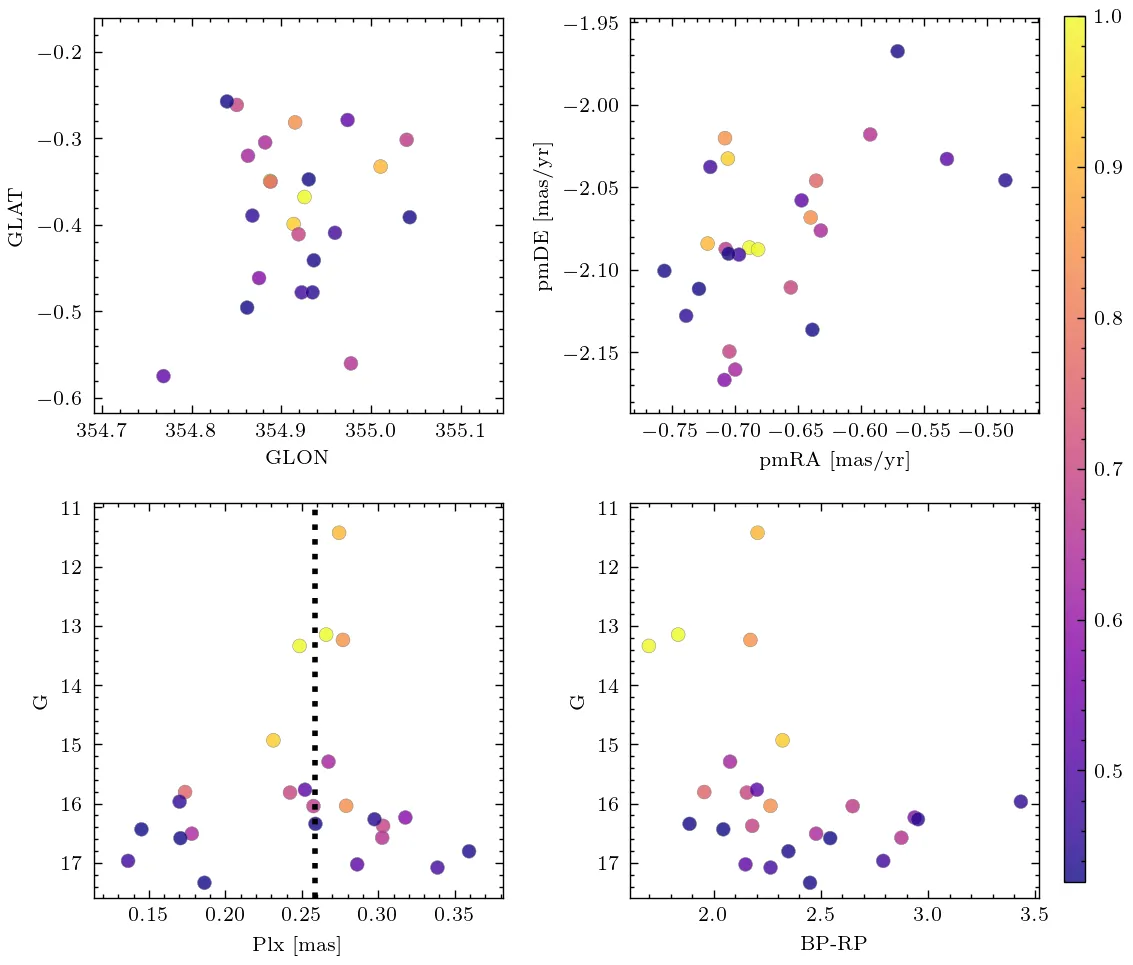 −0.2
−0.3
−0.4
−0.5
−0.6
GLAT
354.7 354.8 354.9 355.0 355.1
GLON
−1.95
−2.00
−2.05
−2.10
−2.15
pmDE [mas/yr]
−0.75 −0.70 −0.65 −0.60 −0.55 −0.50
pmRA [mas/yr]
11
12
13
14
15
16
17
G
0.15 0.20 0.25 0.30 0.35
Plx [mas]
11
12
13
14
15
16
17
G
2.0 2.5 3.0 3.5
BP-RP
1.0
0.9
0.8
0.7
0.6
0.5